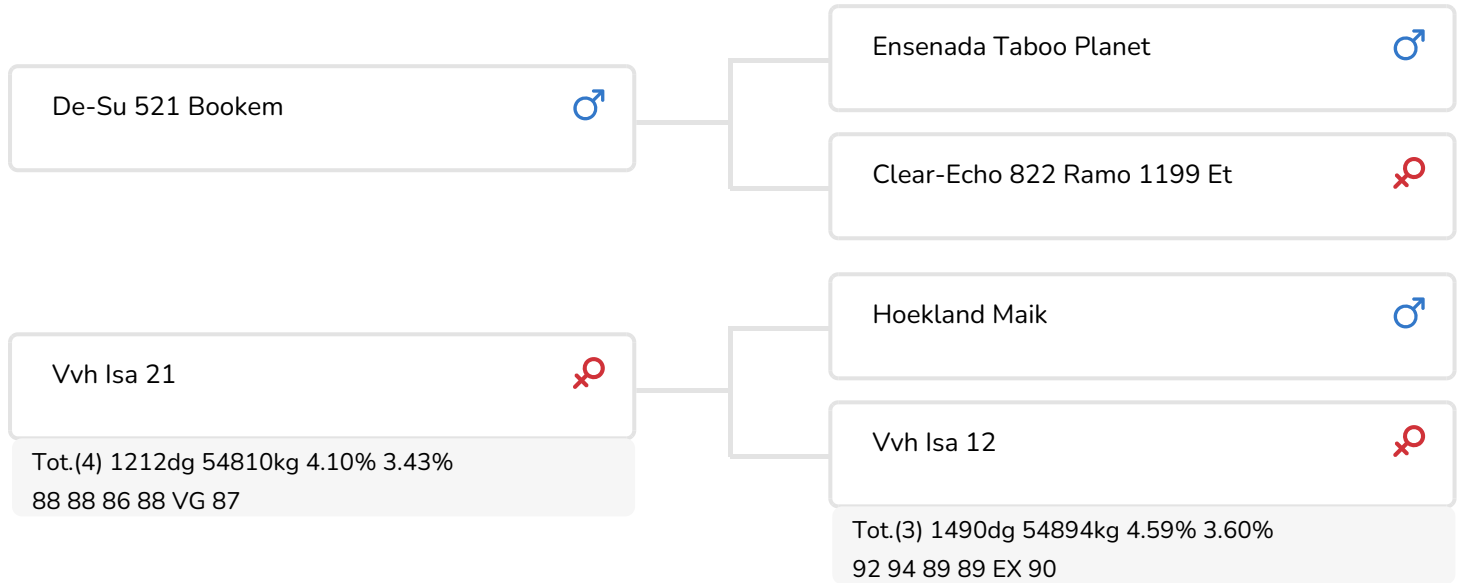 De-Su 521 Bookem
Ensenada Taboo Planet
Clear-Echo 822 Ramo 1199 Et
Vvh Isa 21
Tot.(4) 1212dg 54810kg 4.10% 3.43%
88 88 86 88 VG 87
Hoekland Maik
Vvh Isa 12
Tot.(3) 1490dg 54894kg 4.59% 3.60%
92 94 89 89 EX 90